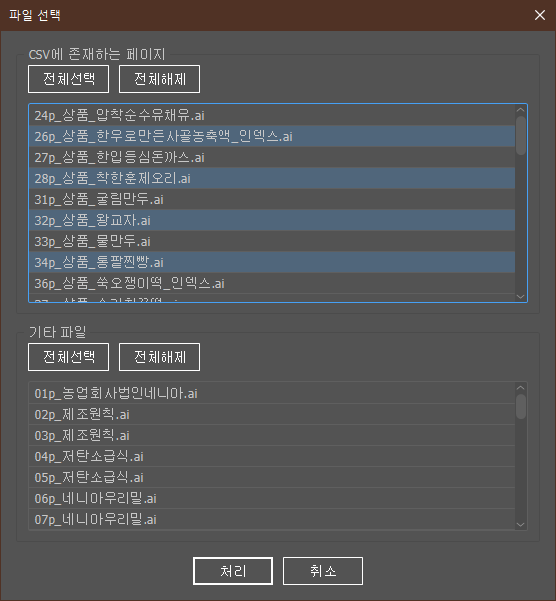 파일 선택
CSV에 존재하는 페이지
전체선택 전체해제
24p_상품_압착순수유채유.ai
26p_상품_한우로만든사골농축액_인덱스.ai
27p_상품_한입등심돈까스.ai
28p_상품_착한훈제오리.ai
31p_상품_굴림만두.ai
32p_상품_왕교자.ai
33p_상품_물만두.ai
34p_상품_통팥찐빵.ai
36p_상품_쑥오쟁이떡_인덱스.ai
기타 파일
전체선택 전체해제
01p_농업회사법인네니아.ai
02p_제조원칙.ai
03p_제조원칙.ai
04p_저탄소급식.ai
05p_저탄소급식.ai
06p_네니아우리밀.ai
07p_네니아우리밀.ai
처리 취소